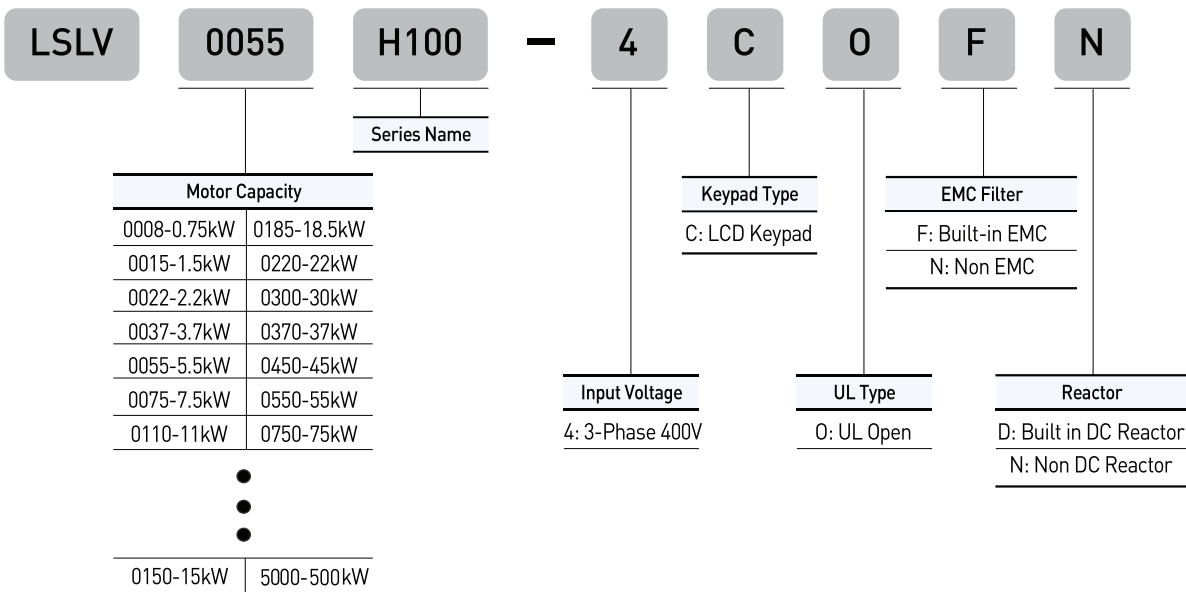 LSLV 0055 H100 - 4 C O F N
Series Name
Motor Capacity
0008-0.75kW 0185-18.5kW
0015-1.5kW 0220-22kW
0022-2.2kW 0300-30kW
0037-3.7kW 0370-37kW
0055-5.5kW 0450-45kW
0075-7.5kW 0550-55kW
0110-11kW 0750-75kW
0150-15kW 5000-500kW
Keypad Type
C: LCD Keypad
EMC Filter
F: Built-in EMC
N: Non EMC
Input Voltage
4: 3-Phase 400V
UL Type
O: UL Open
Reactor
D: Built in DC Reactor
N: Non DC Reactor